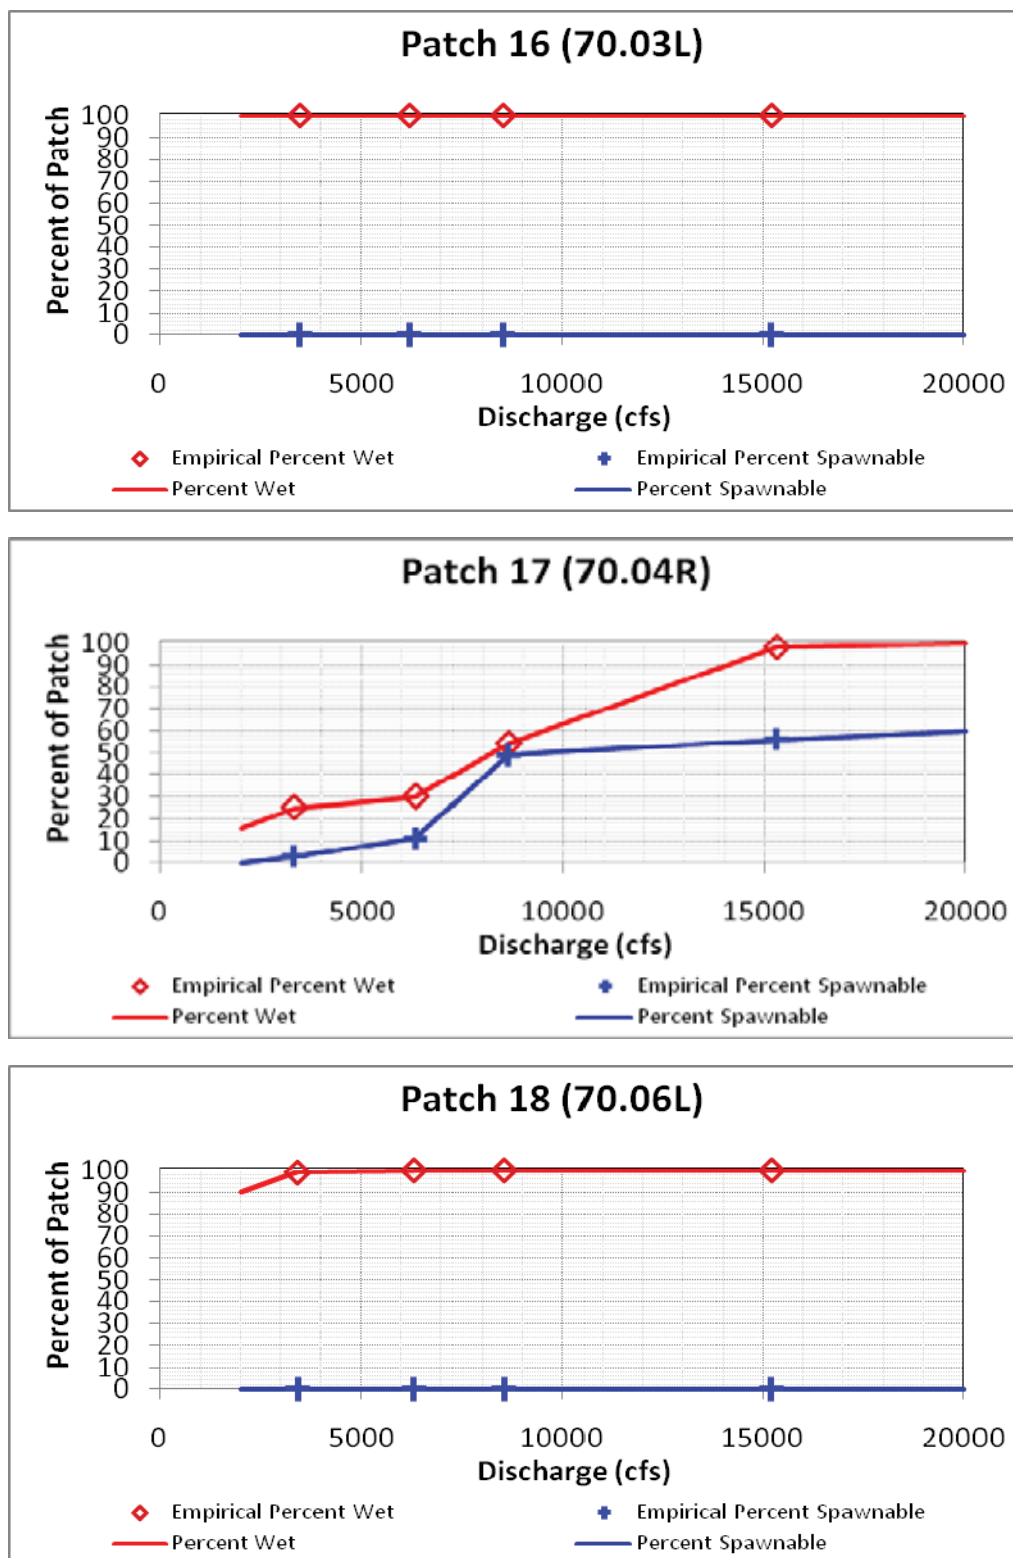 Patch 16 (70.03L)
Percent of Patch
100
90
80
70
60
50
40
30
20
10
0
0 5000 10000 15000 20000
Discharge (cfs)
Empirical Percent Wet Empirical Percent Spawnable
Percent Wet Percent Spawnable
Patch 17 (70.04R)
Percent of Patch
100
90
80
70
60
50
40
30
20
10
0
0 5000 10000 15000 20000
Discharge (cfs)
Empirical Percent Wet Empirical Percent Spawnable
Percent Wet Percent Spawnable
Patch 18 (70.06L)
Percent of Patch
100
90
80
70
60
50
40
30
20
10
0
0 5000 10000 15000 20000
Discharge (cfs)
Empirical Percent Wet Empirical Percent Spawnable
Percent Wet Percent Spawnable